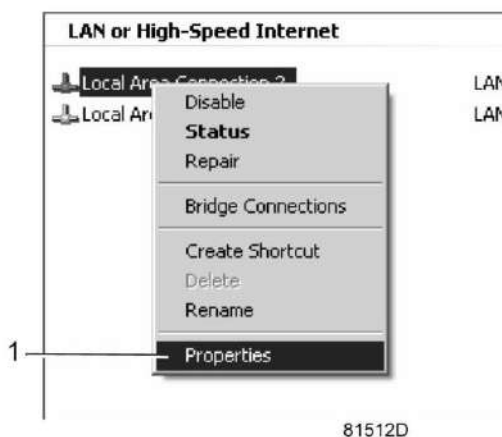 LAN or High-Speed Internet
Local Area Connection 2 LAN
Local Are LAN
Disable
Status
Repair
Bridge Connections
Create Shortcut
Delete
Rename
1 Properties
81512D